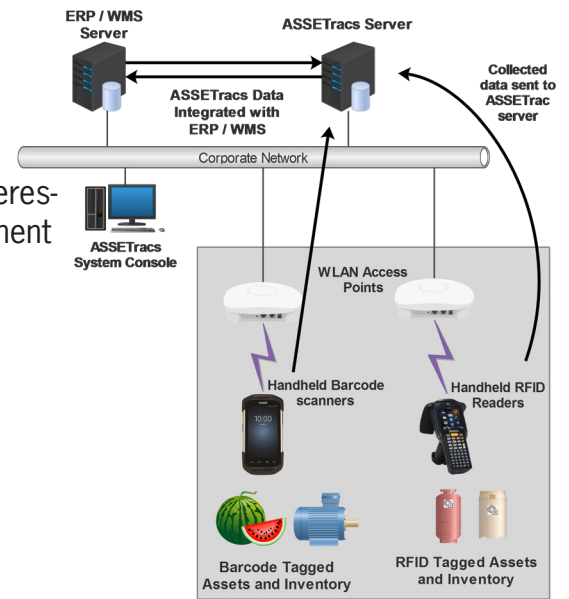 ERP / WMS
Server
ASSETracs Server
Collected
data sent to
ASSETrac
server
ASSETracs Data
Integrated with
ERP / WMS
Corporate Network
eres-
nent
ASSETracs
System Console
WLAN Access
Points
Handheld Barcode
scanners
Handheld RFID
Readers
10:00
Barcode Tagged
Assets and Inventory
RFID Tagged Assets
and Inventory